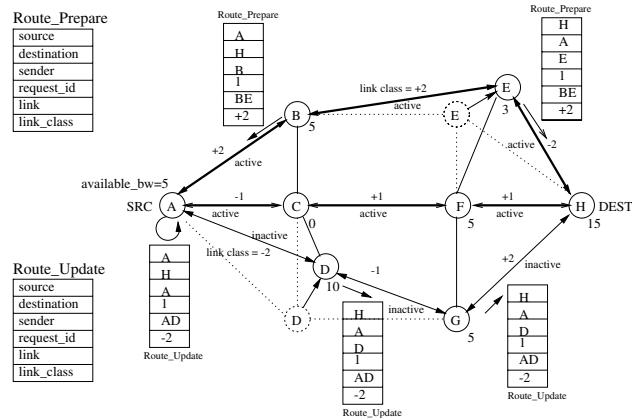 Route_Prepare
source
destination
sender
request_id
link
link_class
Route_Prepare
A
H
B
1
BE
+2
Route_Prepare
H
A
E
1
BE
+2
link class = +2
active
E
3
B
5
E
-2
active
+2
active
available_bw=5
SRC
A
-1
active
C
0
+1
active
F
5
+1
active
H
DEST
15
inactive
link class = -2
D
10
-1
inactive
+2
inactive
D
G
5
A
H
A
1
AD
-2
Route_Update
Route_Update
source
destination
sender
request_id
link
link_class
H
A
D
1
AD
-2
Route_Update
H
A
D
1
AD
-2
Route_Update